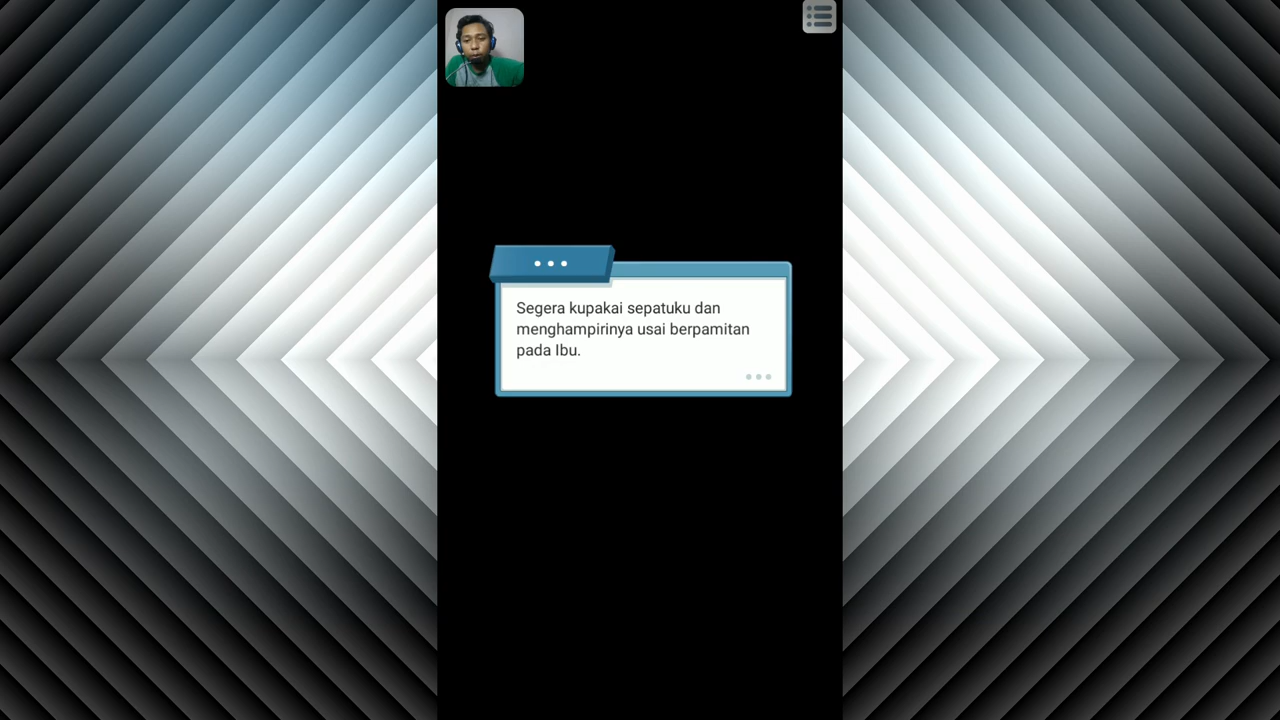 Segera kupakai sepatuku dan
menghampirinya usai berpamitan
pada Ibu.